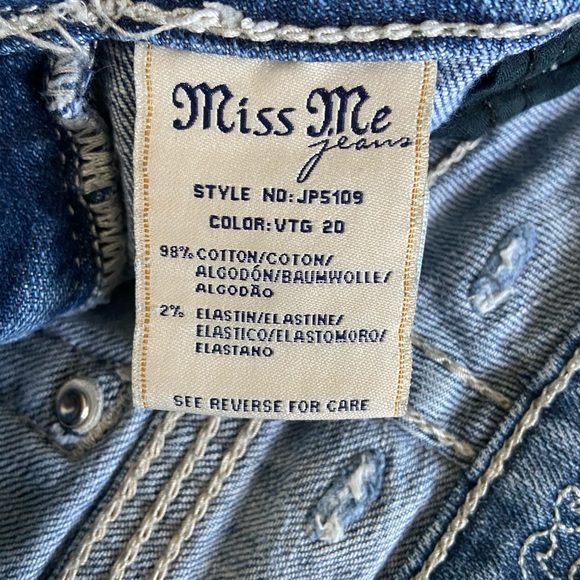 Miss Me
jeans
STYLE NO:JP5109
COLOR:VTG 20
98% COTTON/COTON/
ALGODÓN/BAUMWOLLE/
ALGODÃO
2% ELASTIN/ELASTINE/
ELASTICO/ELASTOMORO/
ELASTANO
SEE REVERSE FOR CARE